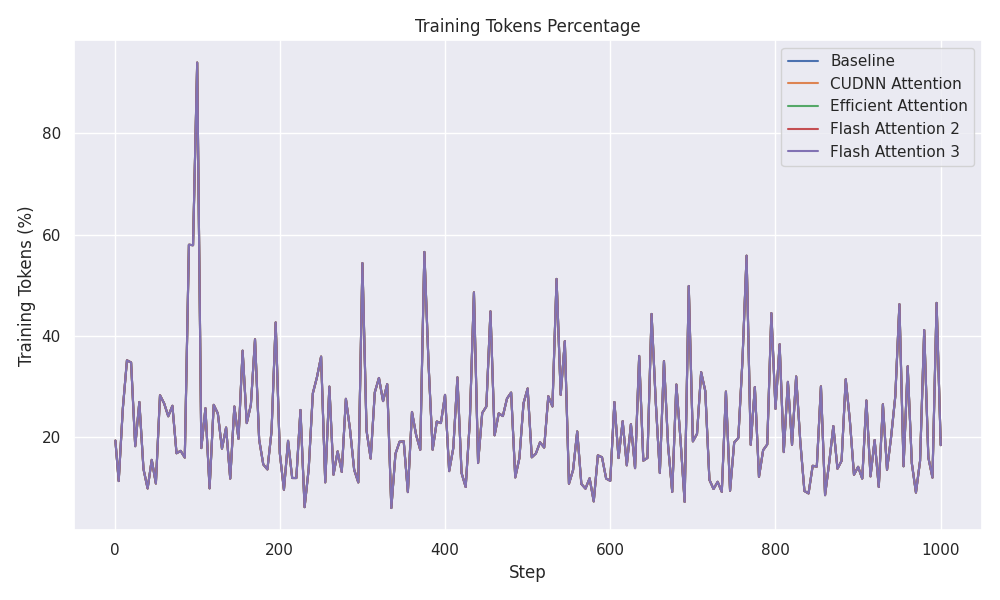 Training Tokens Percentage
Baseline
CUDNN Attention
Efficient Attention
Flash Attention 2
Flash Attention 3
Training Tokens (%)
80
60
40
20
0
200
400
600
800
1000
Step